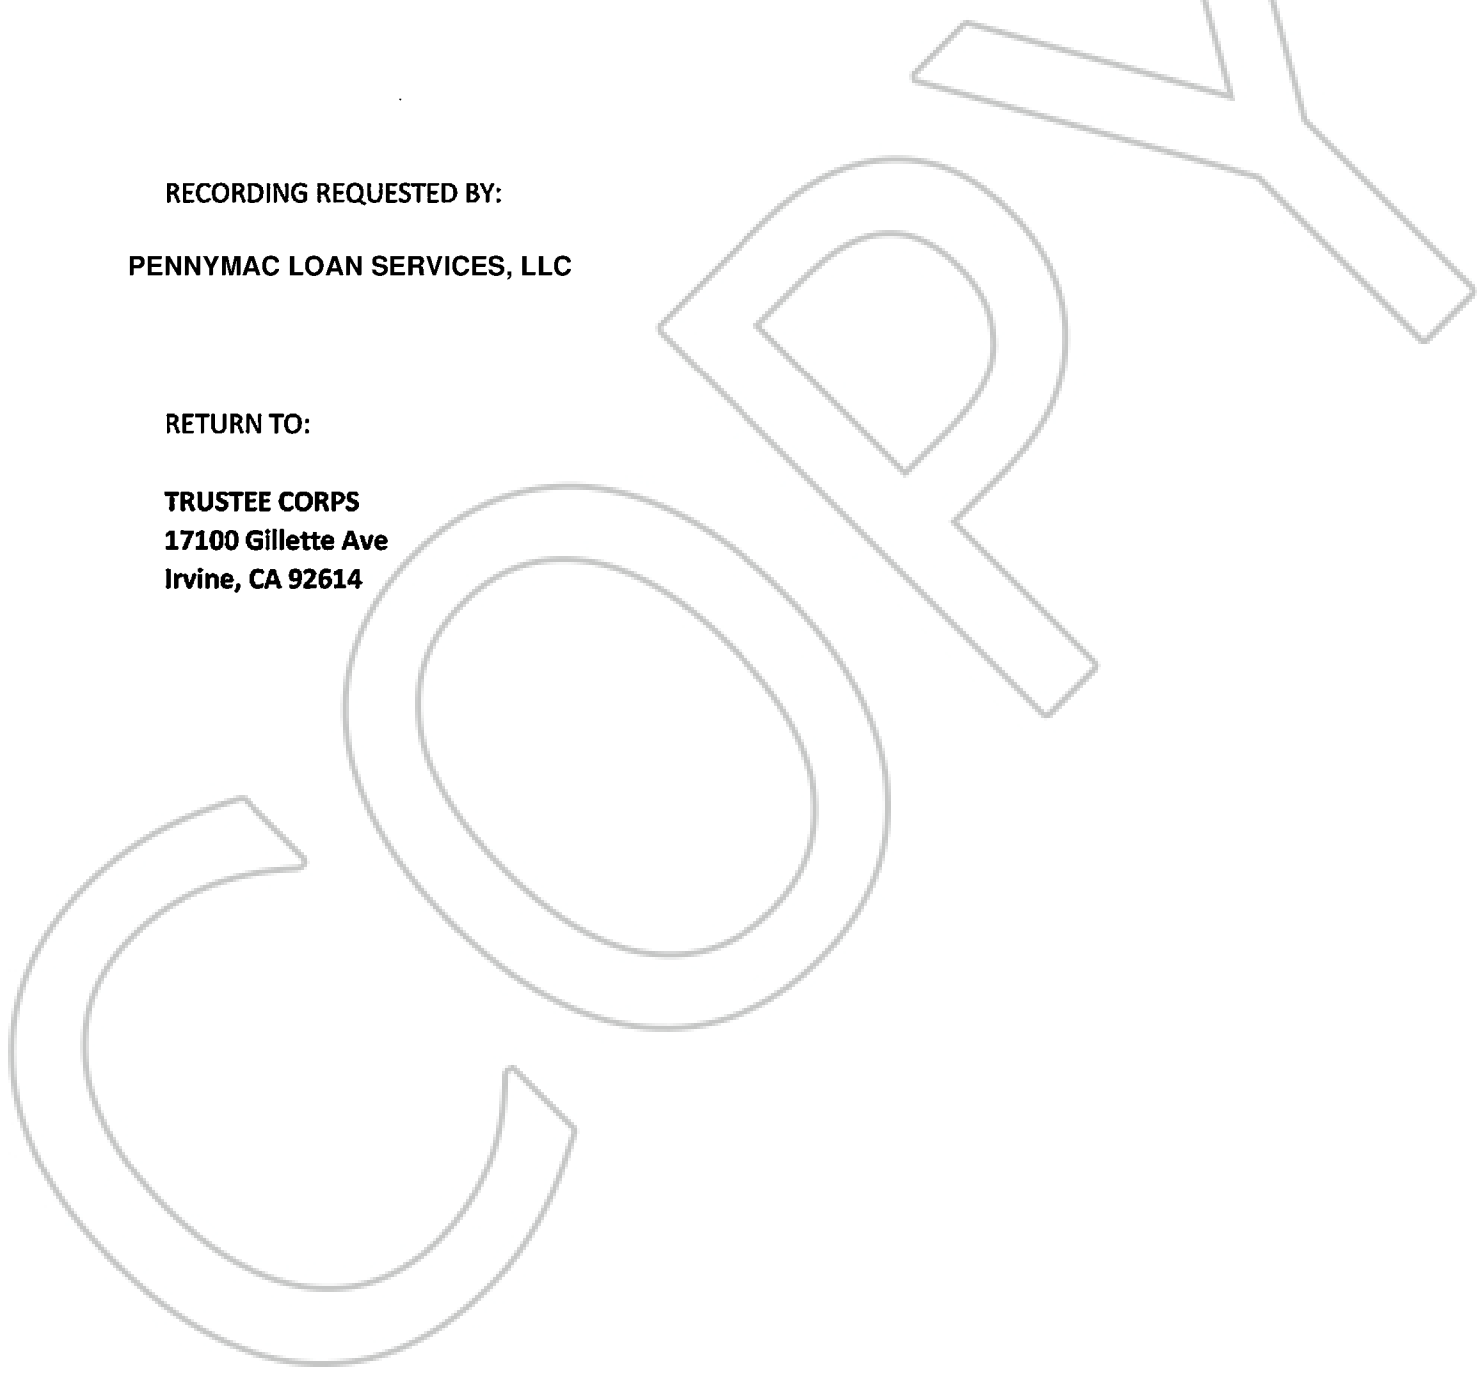 RECORDING REQUESTED BY:
PENNYMAC LOAN SERVICES, LLC
RETURN TO:
TRUSTEE CORPS
17100 Gillette Ave
Irvine, CA 92614
COPY